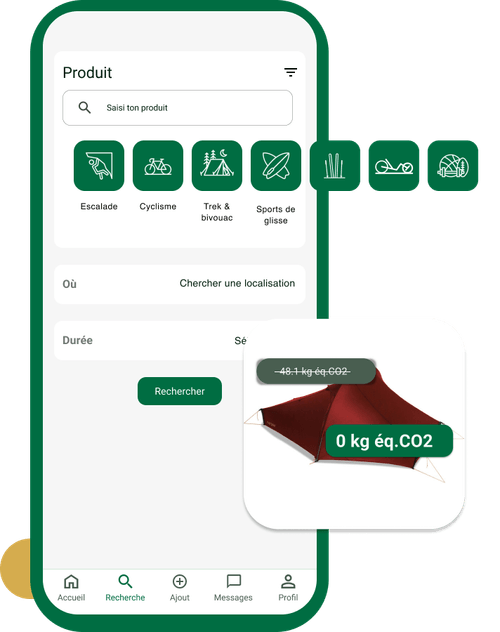 Produit
Saisi ton produit
Escalade
Cyclisme
Trek &
bivouac
Sports de
glisse
Où
Chercher une localisation
Durée
Sé
48.1 kg éq.CO2
0 kg éq.CO2
Rechercher
Accueil
Recherche
Ajout
Messages
Profil